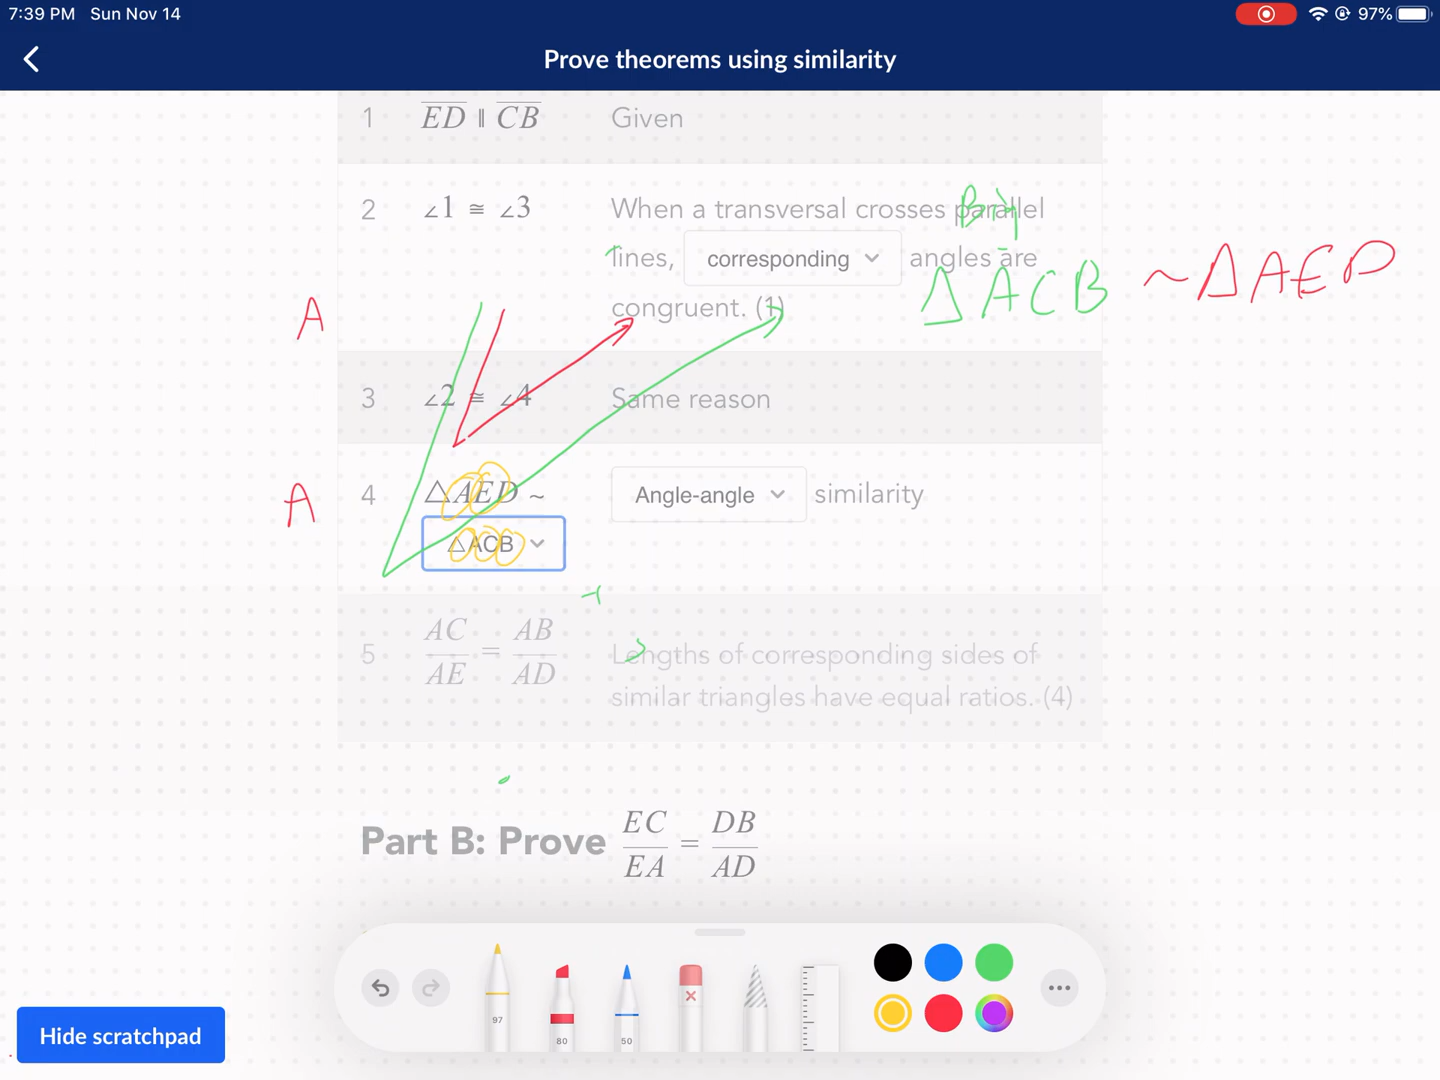 7:39 PM Sun Nov 14
97%
Prove theorems using similarity
1 ED ∥ CB Given
2 ∠1 ≅ ∠3 When a transversal crosses parallel
lines, corresponding angles are
congruent. (1)
Big
△ACB ~△AED
A
3 ∠2 ≅ ∠4 Same reason
A
4 △AED ~ Angle-angle similarity
△ACB
5 AC/AE = AB/AD Lengths of corresponding sides of
similar triangles have equal ratios. (4)
Part B: Prove EC/EA = DB/AD
97 80 50
Hide scratchpad